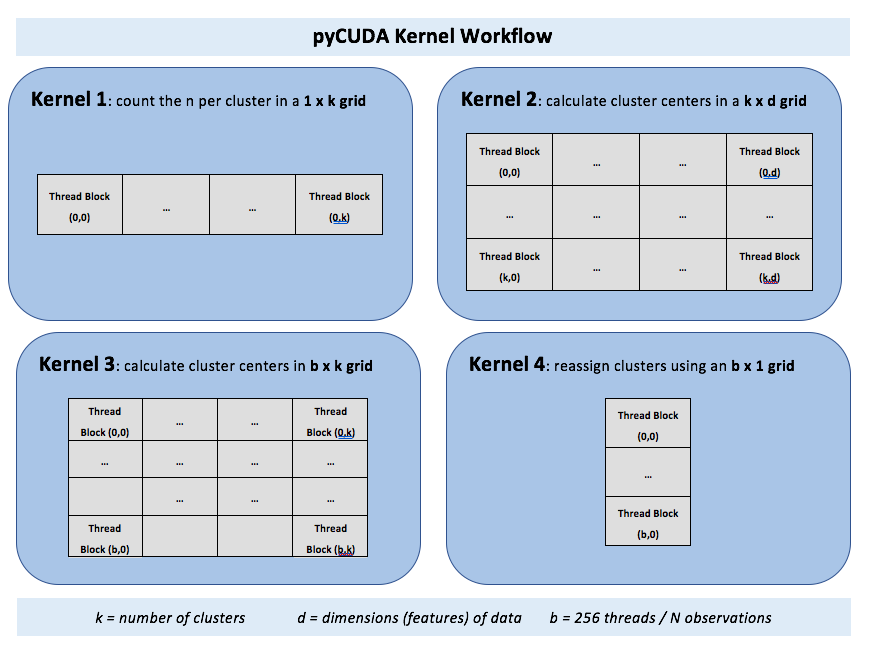 pyCUDA Kernel Workflow
Kernel 1: count the n per cluster in a 1 x k grid
Thread Block (0,0)
...
...
Thread Block (0,k)
Kernel 2: calculate cluster centers in a k x d grid
Thread Block (0,0)
...
...
Thread Block (0,d)
...
...
...
...
Thread Block (k,0)
...
...
Thread Block (k,d)
Kernel 3: calculate cluster centers in b x k grid
Thread Block (0,0)
...
...
Thread Block (0,k)
...
...
...
...
...
...
...
Thread Block (b,0)
Thread Block (b,k)
Kernel 4: reassign clusters using an b x 1 grid
Thread Block (0,0)
...
Thread Block (b,0)
k = number of clusters
d = dimensions (features) of data
b = 256 threads / N observations